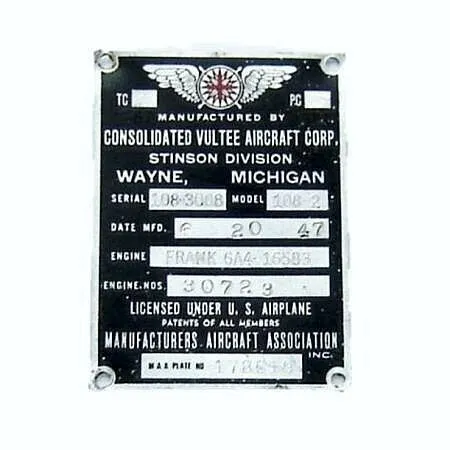 TC PC
MANUFACTURED BY
CONSOLIDATED VULTEE AIRCRAFT CORP.
STINSON DIVISION
WAYNE, MICHIGAN
SERIAL 108-3008 MODEL 108-2
DATE MFD. 6 20 47
ENGINE FRANK 6A4-165B3
ENGINE-NOS. 30723
LICENSED UNDER U. S. AIRPLANE
PATENTS OF ALL MEMBERS
MANUFACTURERS AIRCRAFT ASSOCIATION
INC.
M A A PLATE NO